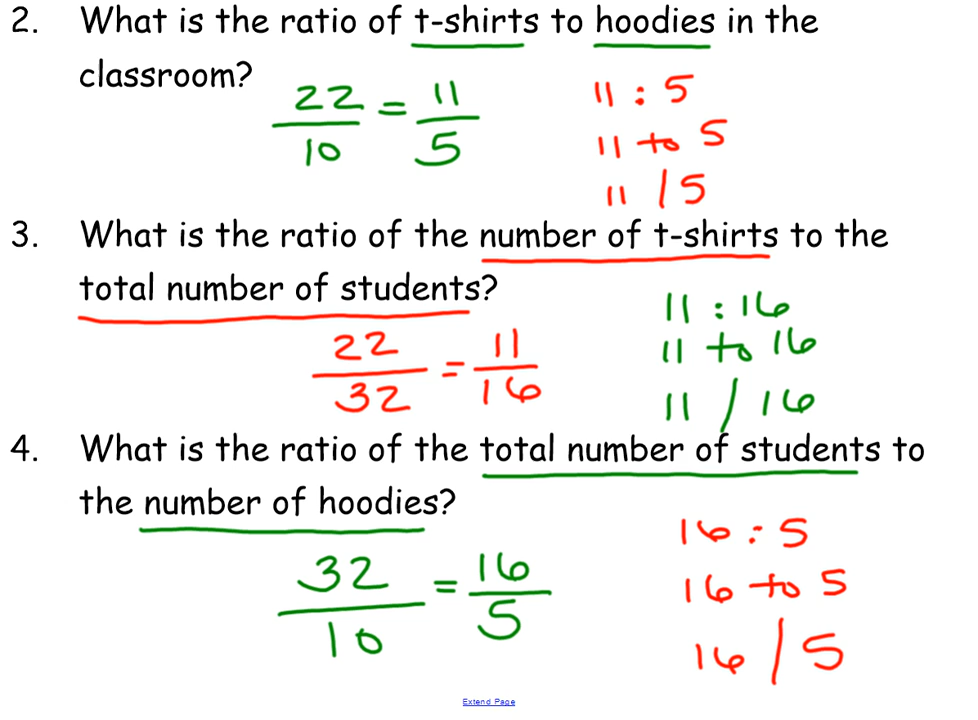 2. What is the ratio of t-shirts to hoodies in the
classroom?
22/10 = 11/5
11 : 5
11 to 5
11 / 5
3. What is the ratio of the number of t-shirts to the
total number of students?
22/32 = 11/16
11 : 16
11 to 16
11 / 16
4. What is the ratio of the total number of students to
the number of hoodies?
32/10 = 16/5
16 : 5
16 to 5
16 / 5
Extend Page